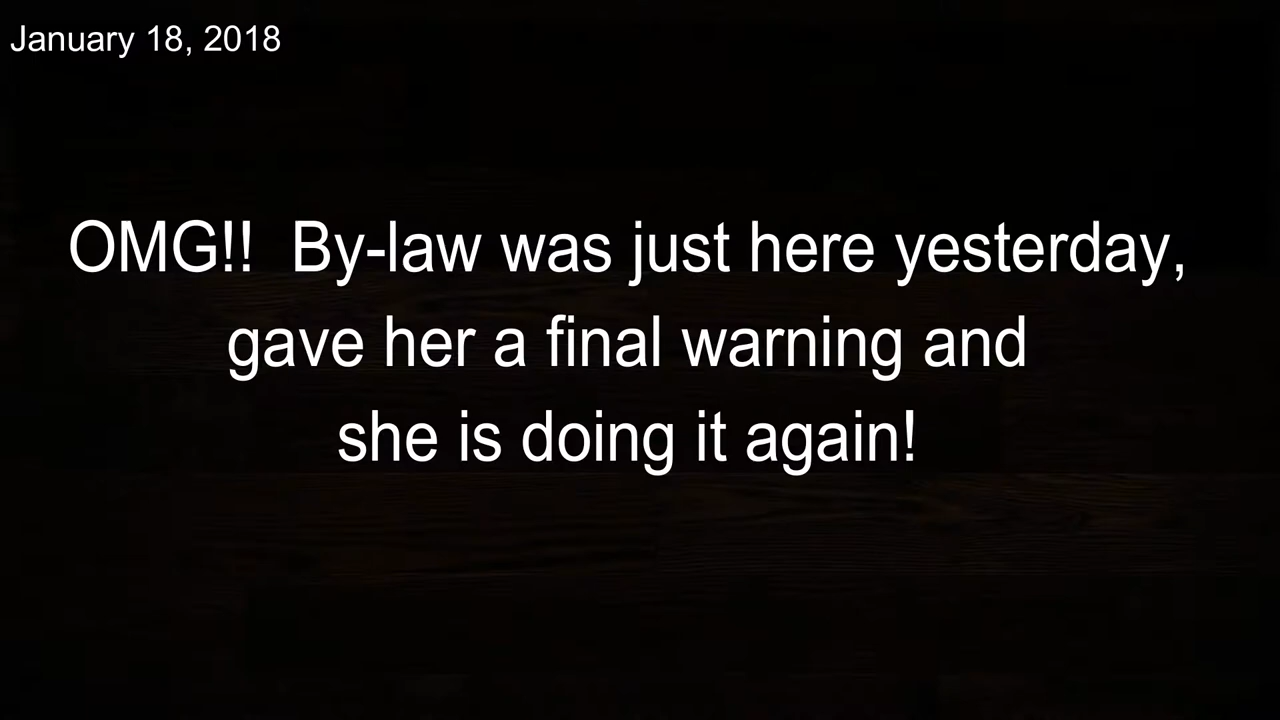 January 18, 2018
OMG!!  By-law was just here yesterday,
gave her a final warning and
she is doing it again!